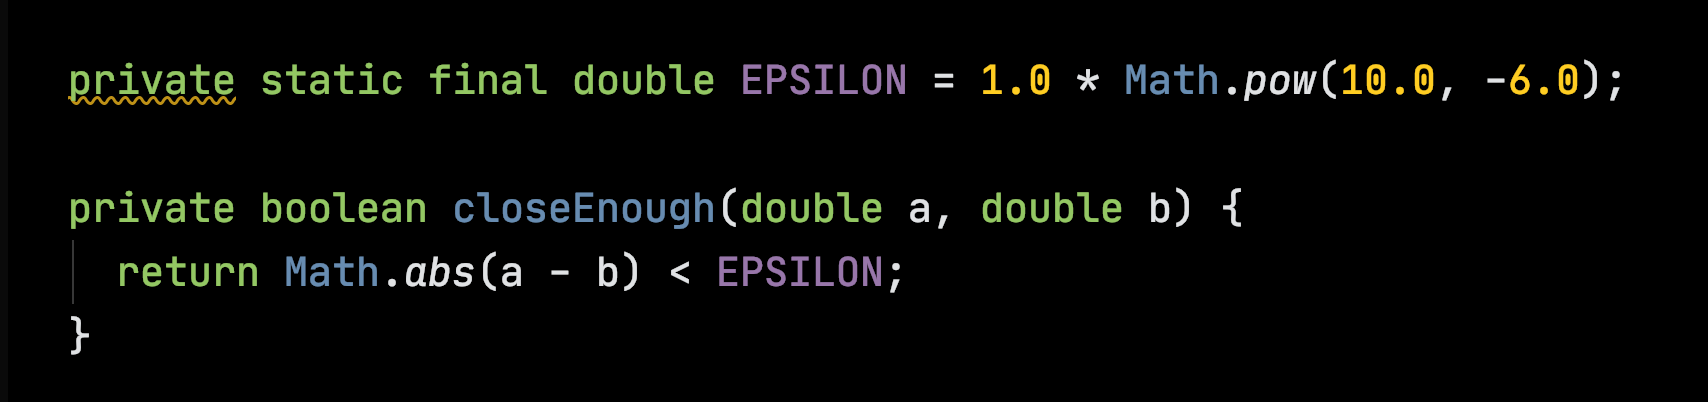 private static final double EPSILON = 1.0 * Math.pow(10.0, -6.0);
private boolean closeEnough(double a, double b) {
return Math.abs(a - b) < EPSILON;
}